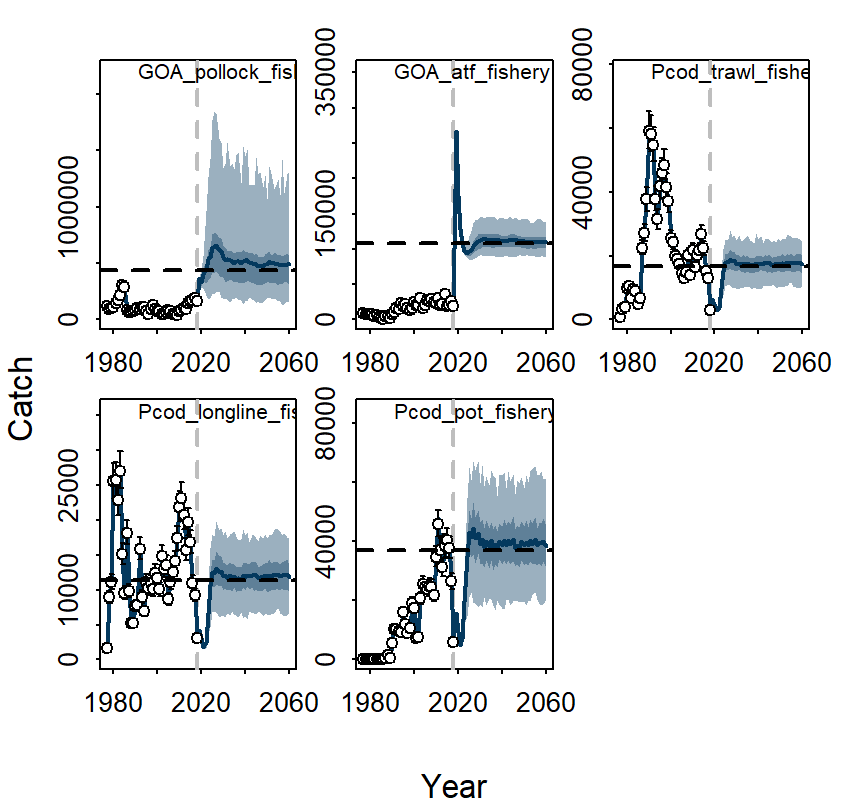 GOA_pollock_fisl
GOA_atf_fishery
Pcod_trawl_fishe
0 1000000
0 150000 350000
0 40000 80000
1980 2020 2060
1980 2020 2060
1980 2020 2060
Catch
Pcod_longline_fis
Pcod_pot_fishery
0 10000 25000
0 40000 80000
1980 2020 2060
1980 2020 2060
Year